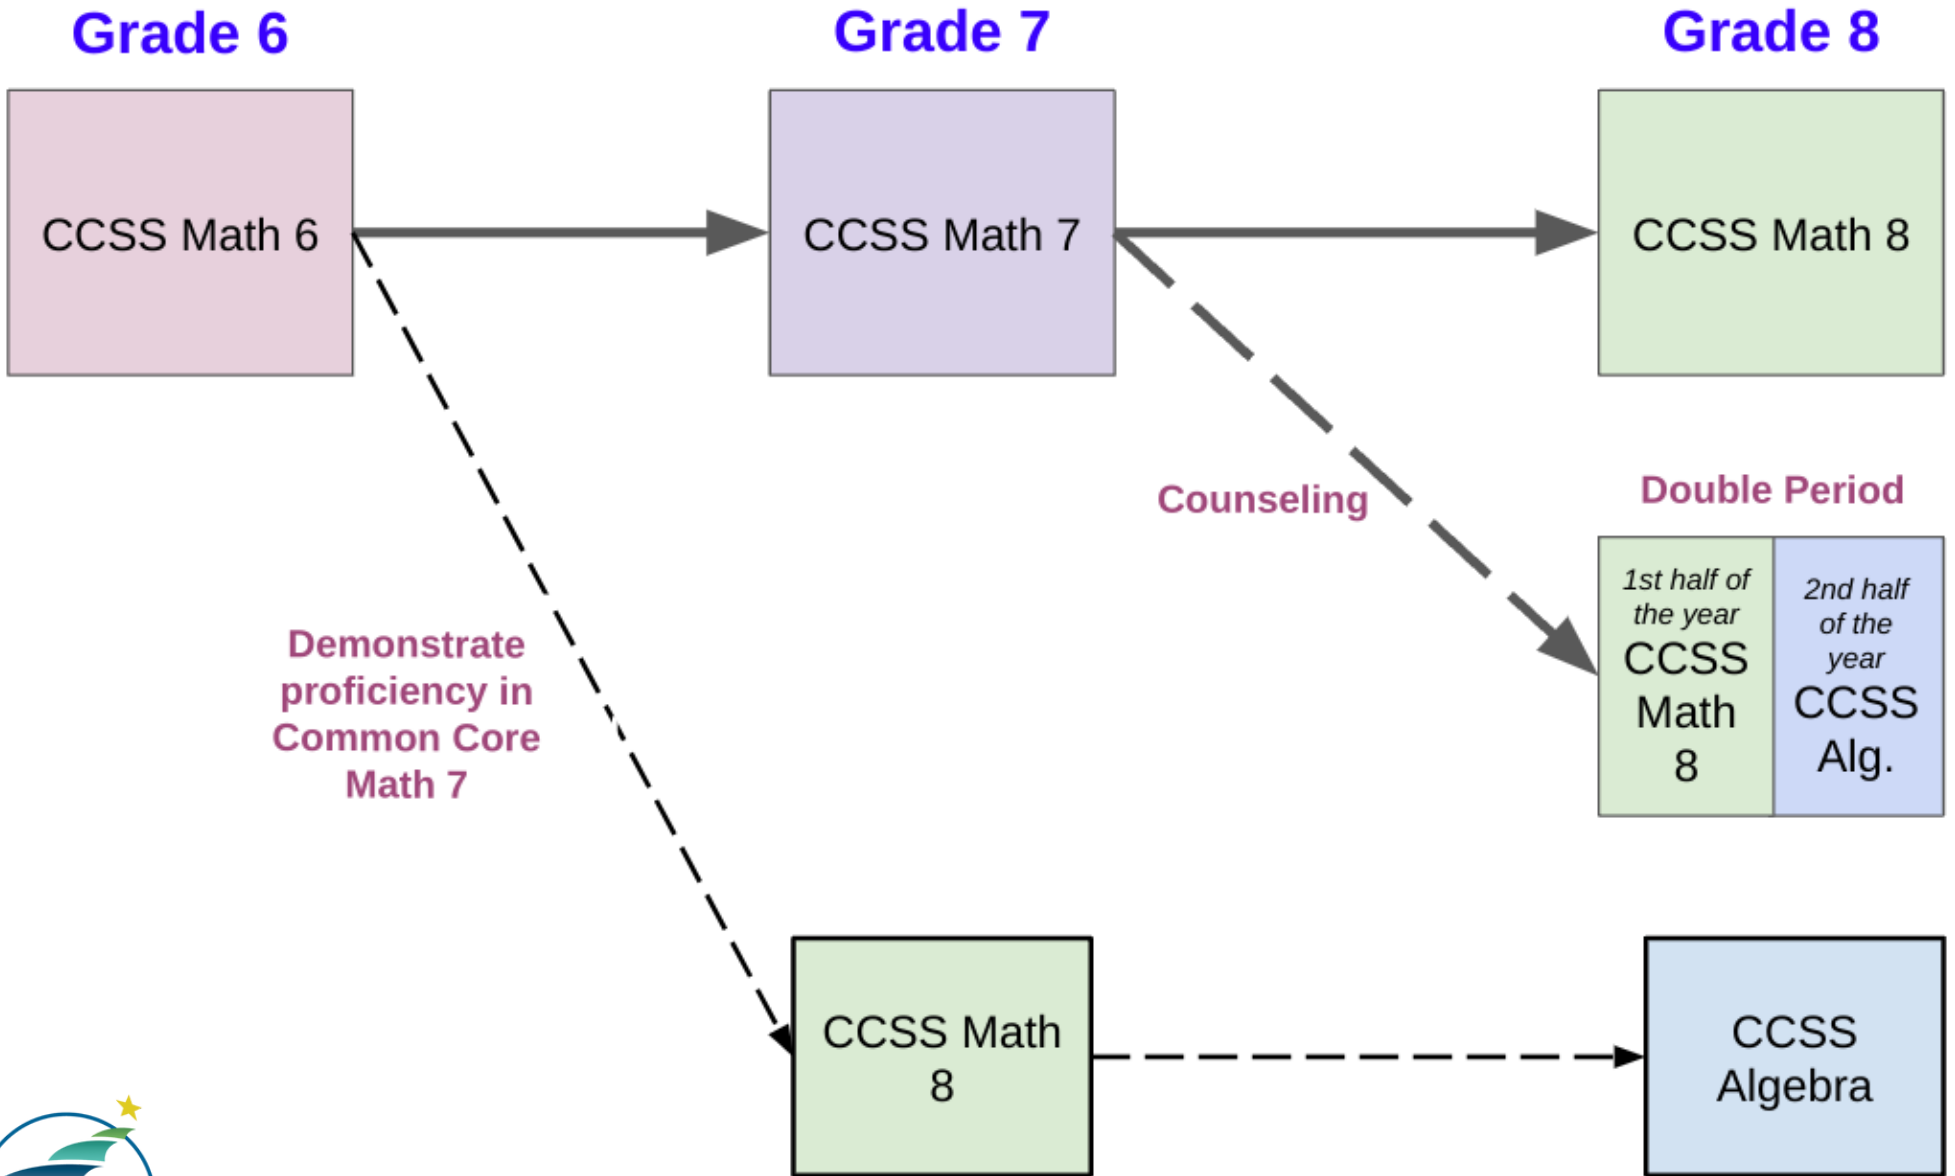 Grade 6
Grade 7
Grade 8
CCSS Math 6
CCSS Math 7
CCSS Math 8
Counseling
Double Period
1st half of
the year
CCSS
Math
8
2nd half
of the
year
CCSS
Alg.
Demonstrate
proficiency in
Common Core
Math 7
CCSS Math
8
CCSS
Algebra